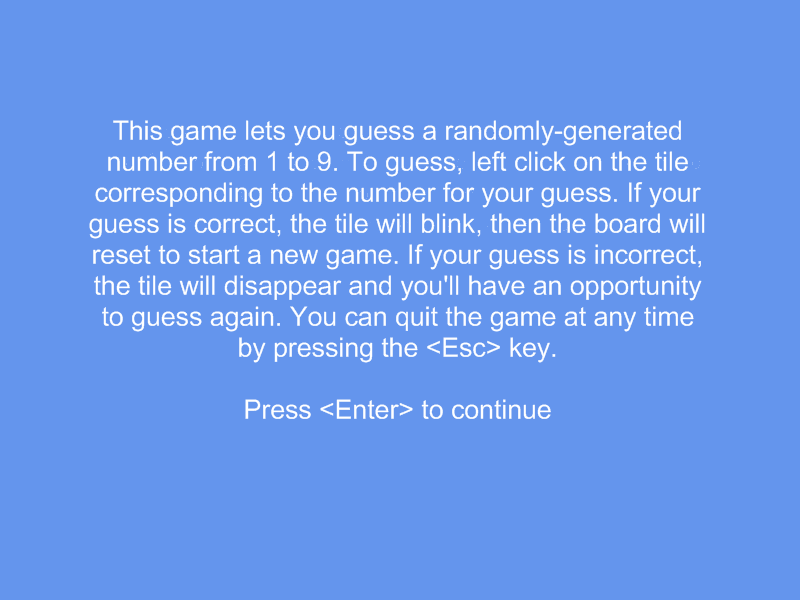 This game lets you guess a randomly-generated
number from 1 to 9. To guess, left click on the tile
corresponding to the number for your guess. If your
guess is correct, the tile will blink, then the board will
reset to start a new game. If your guess is incorrect,
the tile will disappear and you'll have an opportunity
to guess again. You can quit the game at any time
by pressing the <Esc> key.
Press <Enter> to continue